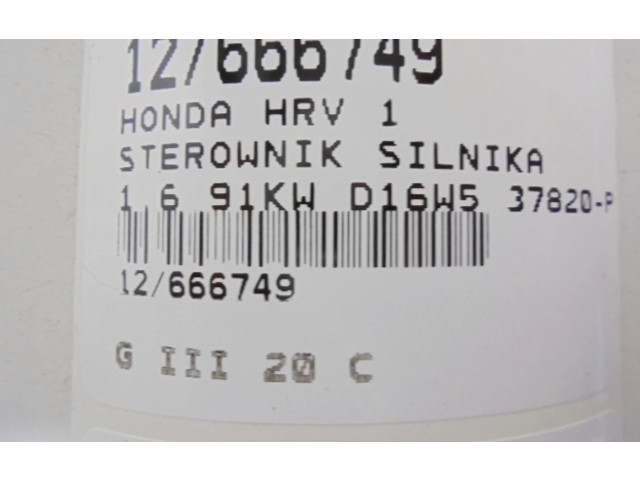 12/666749
HONDA HRV 1
STEROWNIK SILNIKA
1 6 91KW D16W5 37820-P
12/666749
G III 20 C